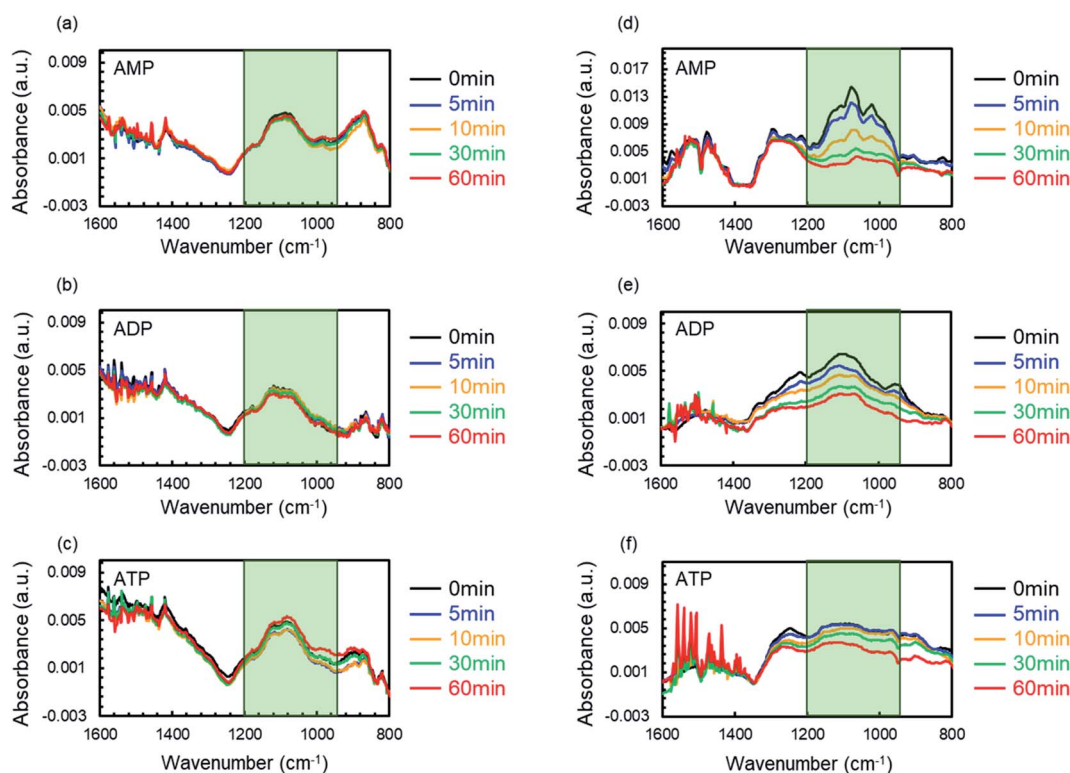 (a)
0.009
0.005
0.001
-0.003
Absorbance (a.u.)
AMP
1600 1400 1200 1000 800
Wavenumber (cm⁻¹)
0min
5min
10min
30min
60min
(d)
0.017
0.013
0.009
0.005
0.001
-0.003
Absorbance (a.u.)
AMP
1600 1400 1200 1000 800
Wavenumber (cm⁻¹)
0min
5min
10min
30min
60min
(b)
0.009
0.005
0.001
-0.003
Absorbance (a.u.)
ADP
1600 1400 1200 1000 800
Wavenumber (cm⁻¹)
0min
5min
10min
30min
60min
(e)
0.009
0.005
0.001
-0.003
Absorbance (a.u.)
ADP
1600 1400 1200 1000 800
Wavenumber (cm⁻¹)
0min
5min
10min
30min
60min
(c)
0.009
0.005
0.001
-0.003
Absorbance (a.u.)
ATP
1600 1400 1200 1000 800
Wavenumber (cm⁻¹)
0min
5min
10min
30min
60min
(f)
0.009
0.005
0.001
-0.003
Absorbance (a.u.)
ATP
1600 1400 1200 1000 800
Wavenumber (cm⁻¹)
0min
5min
10min
30min
60min